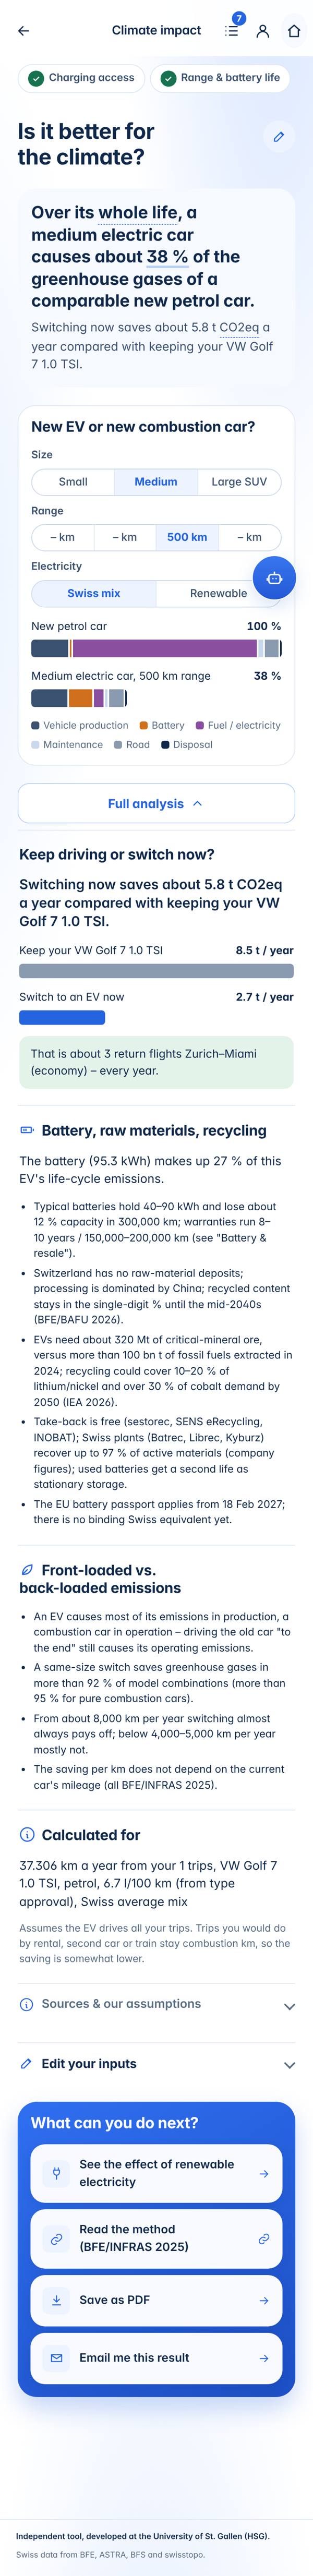 Climate impact
7
Charging access
Range & battery life
Is it better for
the climate?
Over its whole life, a
medium electric car
causes about 38 % of the
greenhouse gases of a
comparable new petrol car.
Switching now saves about 5.8 t CO2eq a
year compared with keeping your VW Golf
7 1.0 TSI.
New EV or new combustion car?
Size
Small
Medium
Large SUV
Range
– km
– km
500 km
– km
Electricity
Swiss mix
Renewable
New petrol car 100 %
Medium electric car, 500 km range 38 %
Vehicle production
Battery
Fuel / electricity
Maintenance
Road
Disposal
Full analysis
Keep driving or switch now?
Switching now saves about 5.8 t CO2eq
a year compared with keeping your VW
Golf 7 1.0 TSI.
Keep your VW Golf 7 1.0 TSI 8.5 t / year
Switch to an EV now 2.7 t / year
That is about 3 return flights Zurich–Miami
(economy) – every year.
Battery, raw materials, recycling
The battery (95.3 kWh) makes up 27 % of this
EV's life-cycle emissions.
• Typical batteries hold 40–90 kWh and lose about
12 % capacity in 300,000 km; warranties run 8–
10 years / 150,000–200,000 km (see "Battery &
resale").
• Switzerland has no raw-material deposits;
processing is dominated by China; recycled content
stays in the single-digit % until the mid-2040s
(BFE/BAFU 2026).
• EVs need about 320 Mt of critical-mineral ore,
versus more than 100 bn t of fossil fuels extracted in
2024; recycling could cover 10–20 % of
lithium/nickel and over 30 % of cobalt demand by
2050 (IEA 2026).
• Take-back is free (sestorec, SENS eRecycling,
INOBAT); Swiss plants (Batrec, Librec, Kyburz)
recover up to 97 % of active materials (company
figures); used batteries get a second life as
stationary storage.
• The EU battery passport applies from 18 Feb 2027;
there is no binding Swiss equivalent yet.
Front-loaded vs.
back-loaded emissions
• An EV causes most of its emissions in production, a
combustion car in operation – driving the old car "to
the end" still causes its operating emissions.
• A same-size switch saves greenhouse gases in
more than 92 % of model combinations (more than
95 % for pure combustion cars).
• From about 8,000 km per year switching almost
always pays off; below 4,000–5,000 km per year
mostly not.
• The saving per km does not depend on the current
car's mileage (all BFE/INFRAS 2025).
Calculated for
37.306 km a year from your 1 trips, VW Golf 7
1.0 TSI, petrol, 6.7 l/100 km (from type
approval), Swiss average mix
Assumes the EV drives all your trips. Trips you would do
by rental, second car or train stay combustion km, so the
saving is somewhat lower.
Sources & our assumptions
Edit your inputs
What can you do next?
See the effect of renewable
electricity
Read the method
(BFE/INFRAS 2025)
Save as PDF
Email me this result
Independent tool, developed at the University of St. Gallen (HSG).
Swiss data from BFE, ASTRA, BFS and swisstopo.